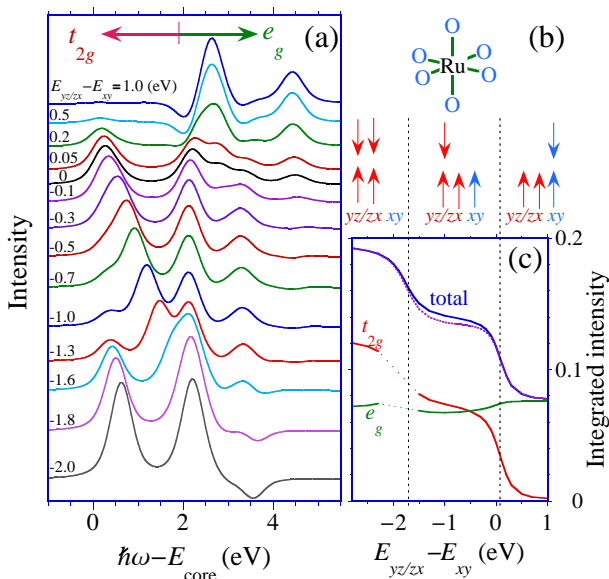 (a)
t2g
eg
Eyz/zx−Exy=1.0 (eV)
0.5
0.2
0.05
0
-0.1
-0.3
-0.5
-0.7
-1.0
-1.3
-1.6
-1.8
-2.0
Intensity
0 2 4
ħω−Ecore (eV)
(b)
O
O O
Ru
O O
O
yz/zx xy yz/zx xy yz/zx xy
(c)
total
t2g
eg
0.2
0.1
0
Integrated intensity
−2 −1 0 1
Eyz/zx−Exy (eV)